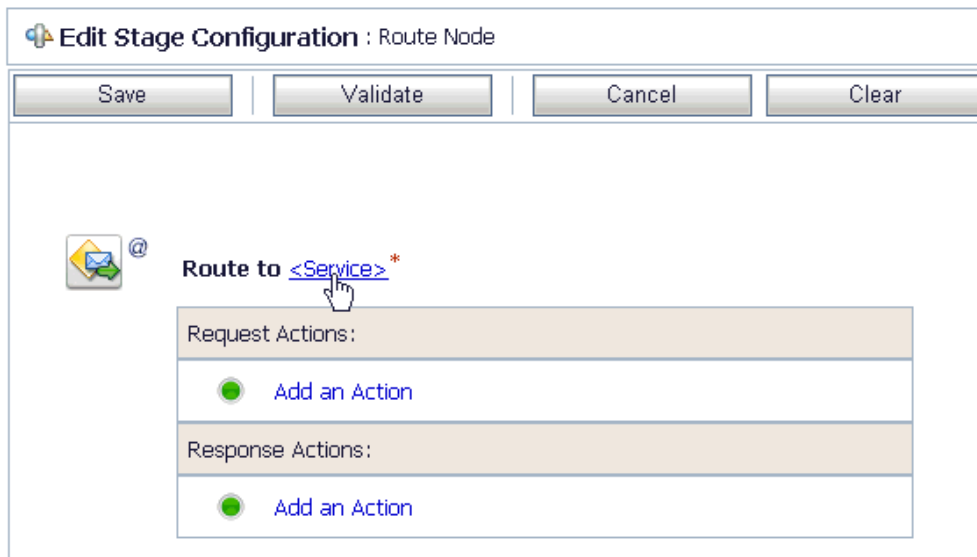 Edit Stage Configuration : Route Node
Save Validate Cancel Clear
@
Route to <Service>*
Request Actions:
Add an Action
Response Actions:
Add an Action